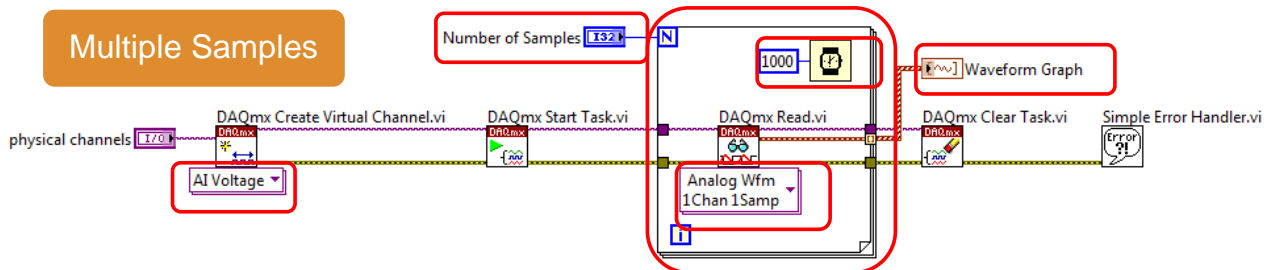 Multiple Samples
Number of Samples
I32
N
1000
Waveform Graph
physical channels
I/O
DAQmx Create Virtual Channel.vi
DAQmx
DAQmx Start Task.vi
DAQmx
DAQmx Read.vi
DAQmx
DAQmx Clear Task.vi
DAQmx
Simple Error Handler.vi
Error
?!
AI Voltage
Analog Wfm
1Chan 1Samp
i